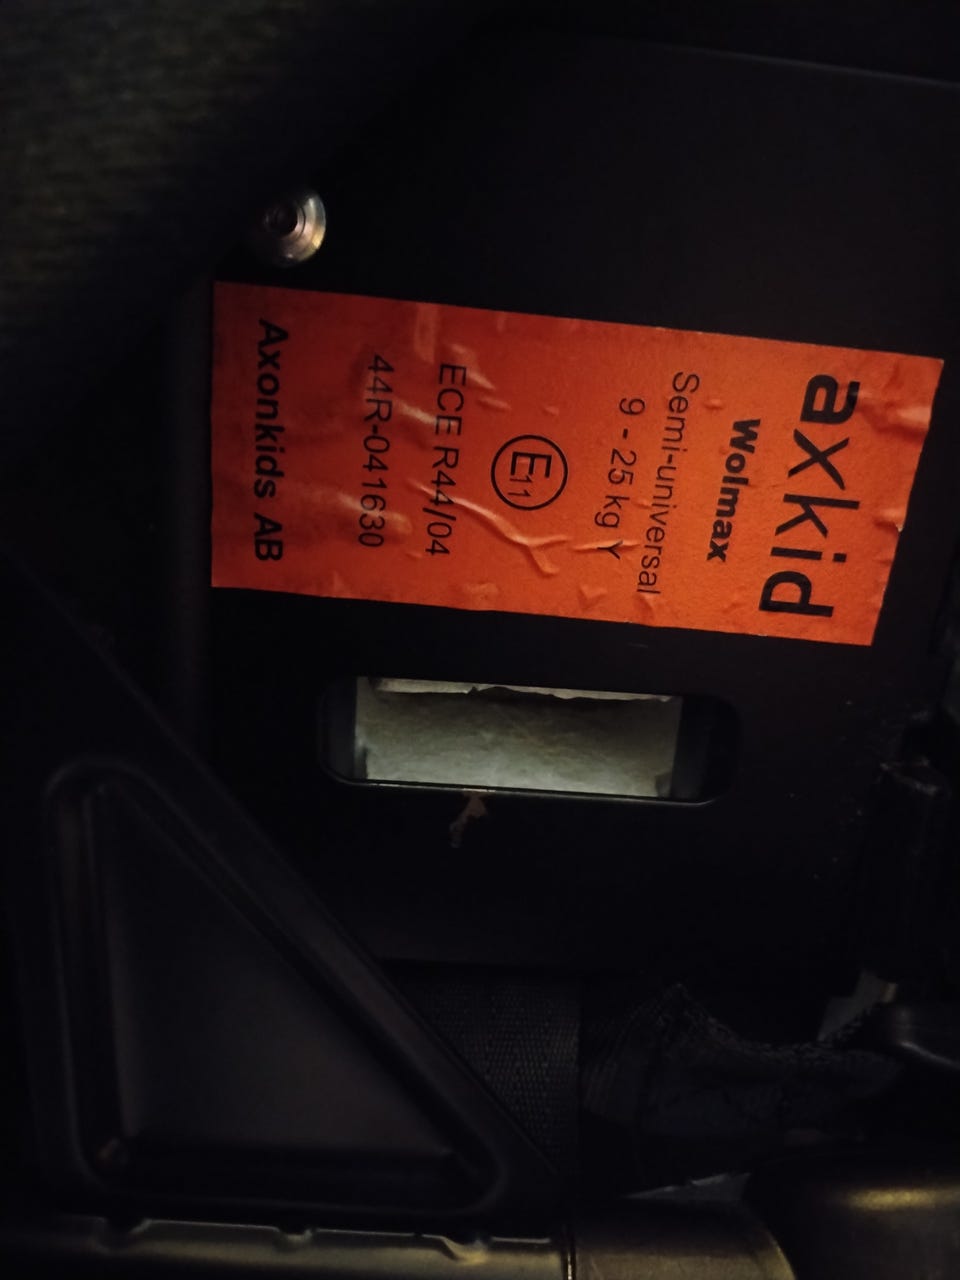 axkid
Wolmax
Semi-universal
9 - 25 kg Y
E11
ECE R44/04
44R-041630
Axonkids AB